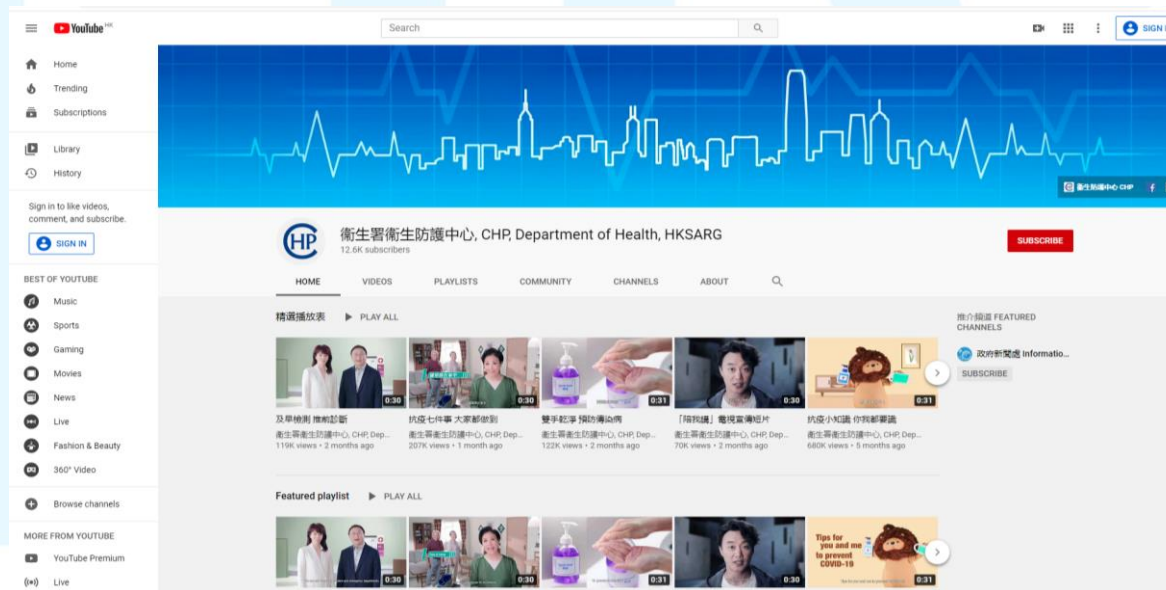 YouTube HK
Search
SIGN
Home
Trending
Subscriptions
Library
History
Sign in to like videos,
comment, and subscribe.
SIGN IN
BEST OF YOUTUBE
Music
Sports
Gaming
Movies
News
Live
Fashion & Beauty
360° Video
Browse channels
MORE FROM YOUTUBE
YouTube Premium
Live
衞生防護中心 CHP
CHP
衞生署衞生防護中心, CHP, Department of Health, HKSARG
12.6K subscribers
SUBSCRIBE
HOME VIDEOS PLAYLISTS COMMUNITY CHANNELS ABOUT
精選播放表 PLAY ALL
0:30 0:30 0:31 0:30 0:31
及早檢測 推前診斷
衞生署衞生防護中心, CHP, Dep...
119K views • 2 months ago
抗疫七件事 大家都做到
衞生署衞生防護中心, CHP, Dep...
207K views • 1 month ago
雙手乾淨 預防傳染病
衞生署衞生防護中心, CHP, Dep...
122K views • 2 months ago
「陪我講」電視宣傳短片
衞生署衞生防護中心, CHP, Dep...
70K views • 2 months ago
抗疫小知識 你我都要識
衞生署衞生防護中心, CHP, Dep...
680K views • 5 months ago
推介頻道 FEATURED
CHANNELS
政府新聞處 Informatio...
SUBSCRIBE
Featured playlist PLAY ALL
Tips for
you and me
to prevent
COVID-19
0:30 0:30 0:31 0:30 0:31